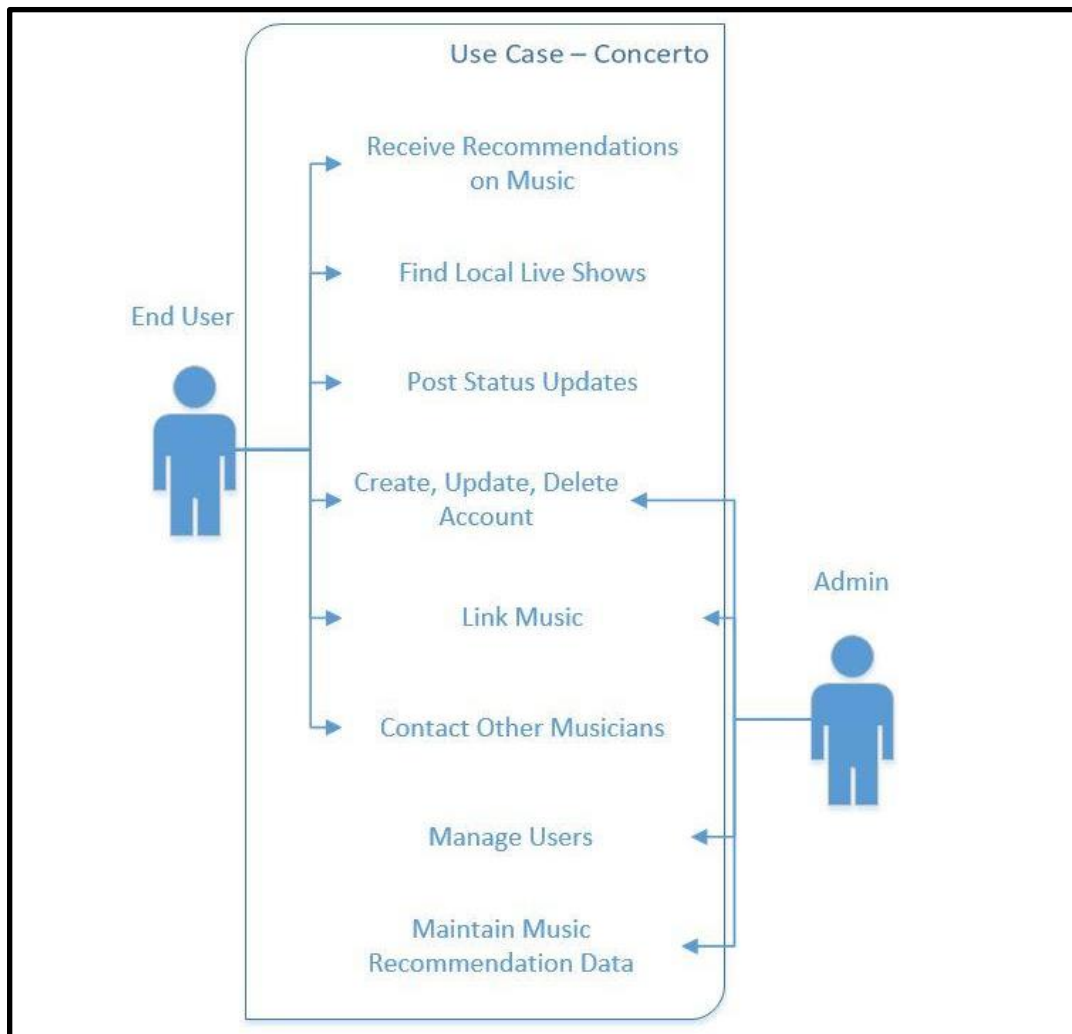 Use Case – Concerto
Receive Recommendations
on Music
Find Local Live Shows
End User
Post Status Updates
Create, Update, Delete
Account
Admin
Link Music
Contact Other Musicians
Manage Users
Maintain Music
Recommendation Data